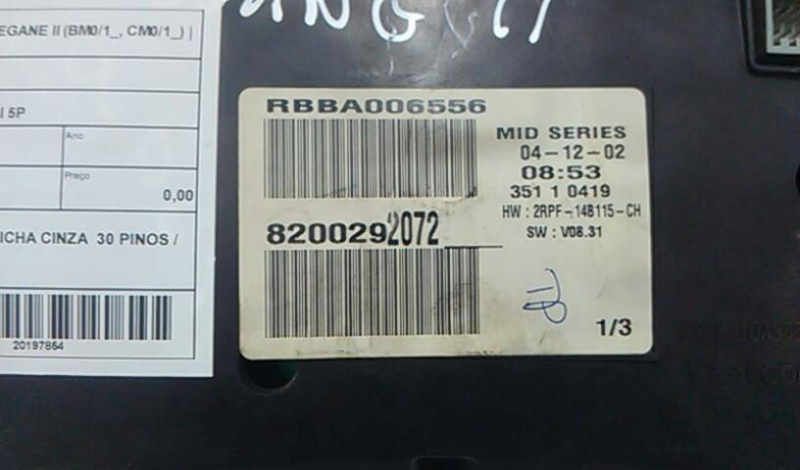 EGANE II (BM0/1_, CM0/1_) |
I 5P
Ano
Preço
0,00
ICHA CINZA 30 PINOS /
20197854
RBBA006556
MID SERIES
04-12-02
08:53
351 1 0419
HW : 2RPF-14B115-CH
SW : V08.31
8200292072
1/3